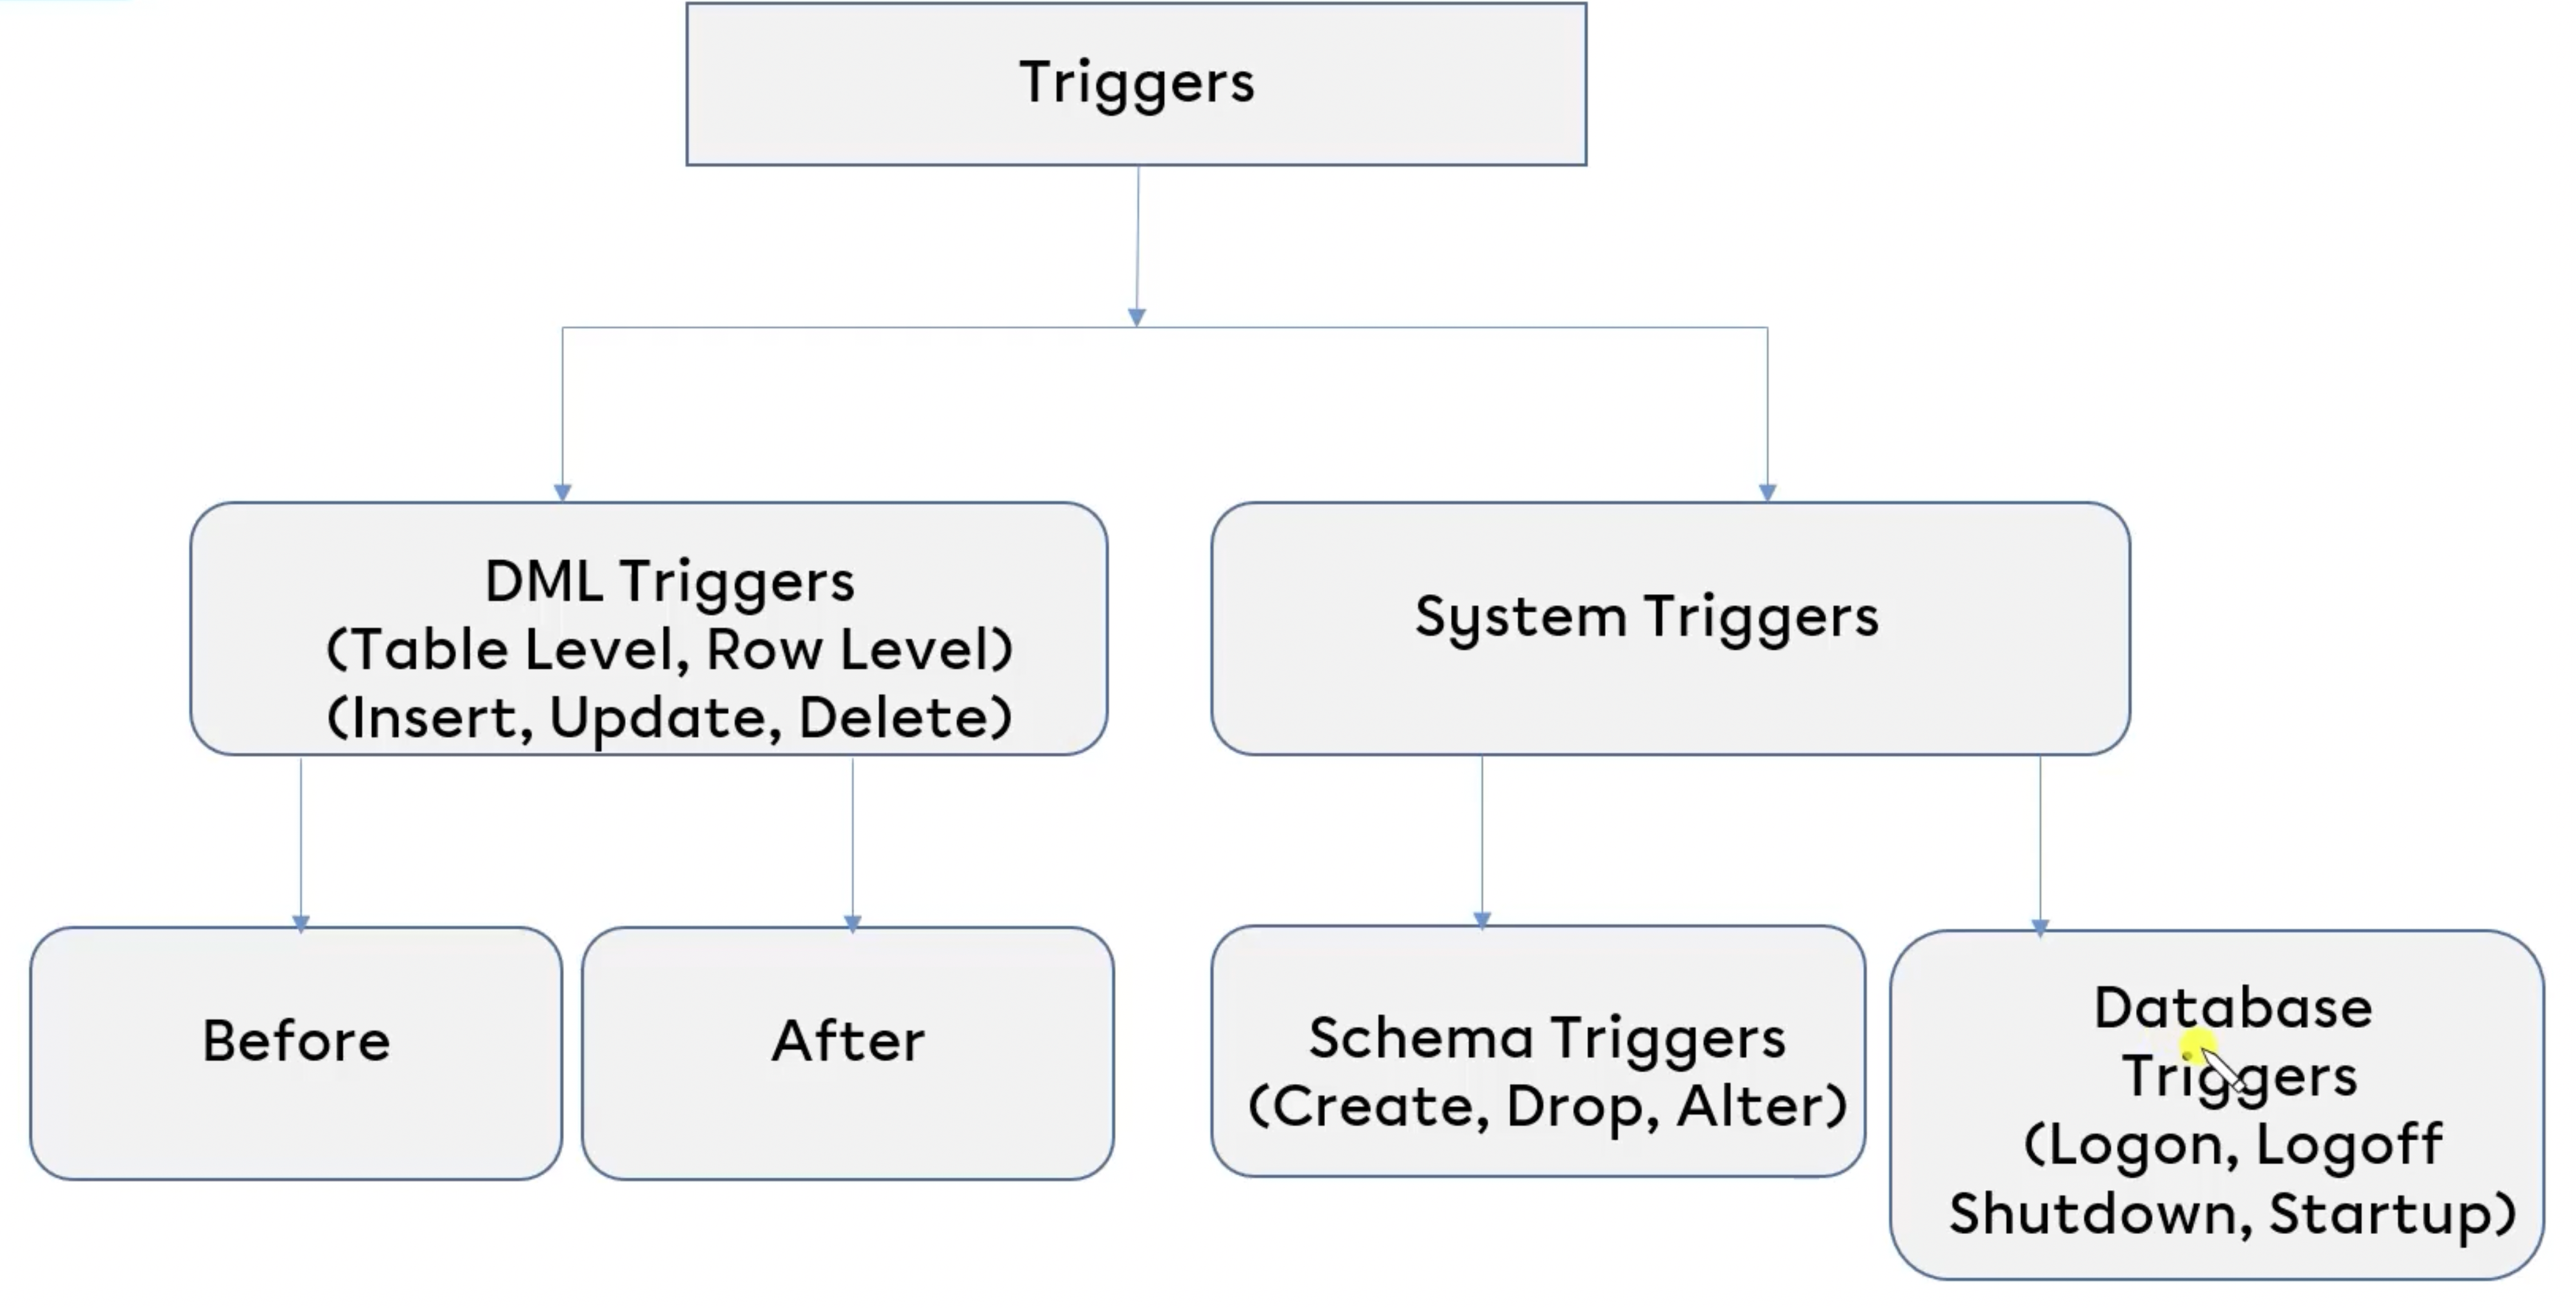 Triggers
DML Triggers
(Table Level, Row Level)
(Insert, Update, Delete)
System Triggers
Before
After
Schema Triggers
(Create, Drop, Alter)
Database
Triggers
(Logon, Logoff
Shutdown, Startup)